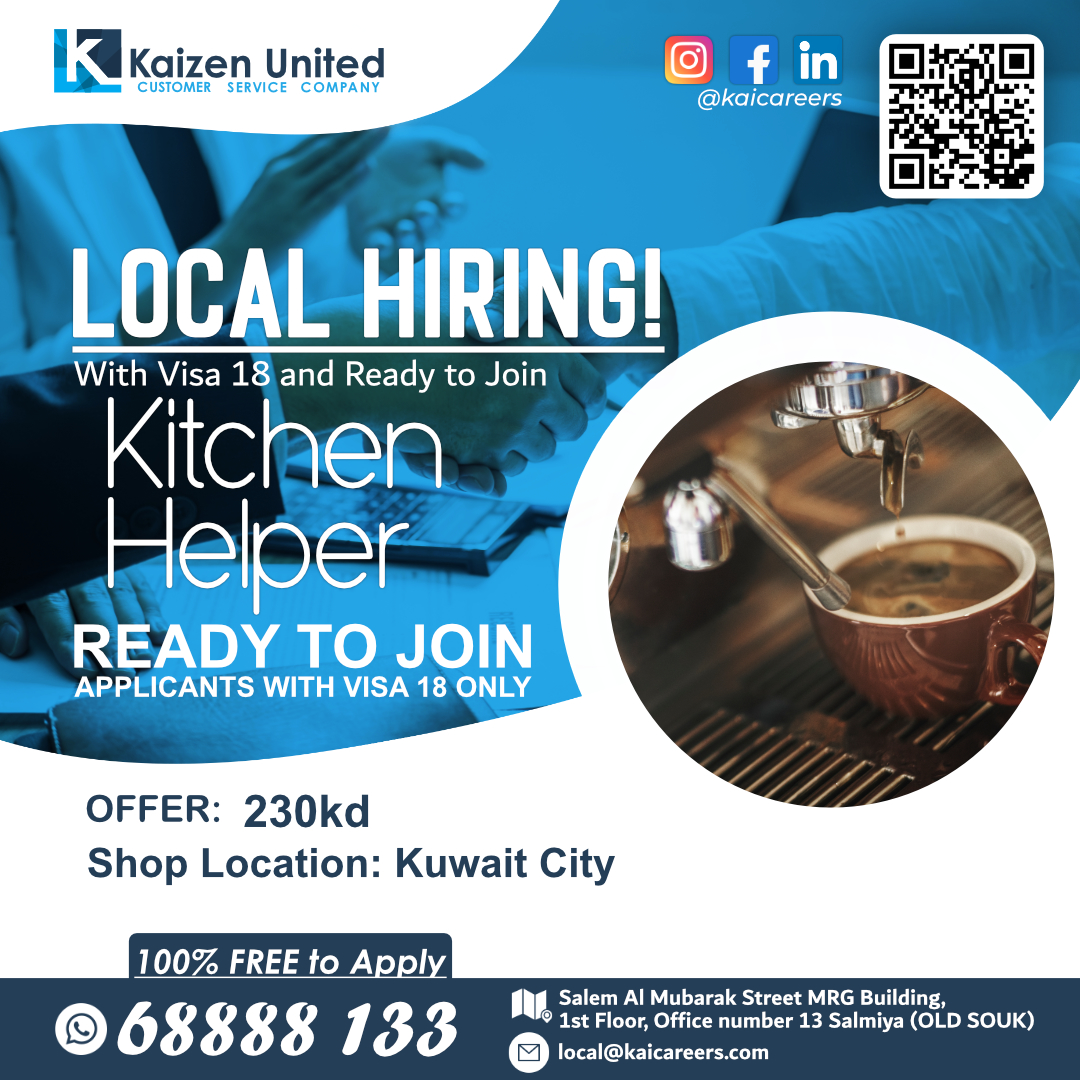 K Kaizen United
CUSTOMER SERVICE COMPANY
@kaicareers
LOCAL HIRING!
With Visa 18 and Ready to Join
Kitchen
Helper
READY TO JOIN
APPLICANTS WITH VISA 18 ONLY
OFFER: 230kd
Shop Location: Kuwait City
100% FREE to Apply
68888 133
Salem Al Mubarak Street MRG Building,
1st Floor, Office number 13 Salmiya (OLD SOUK)
local@kaicareers.com